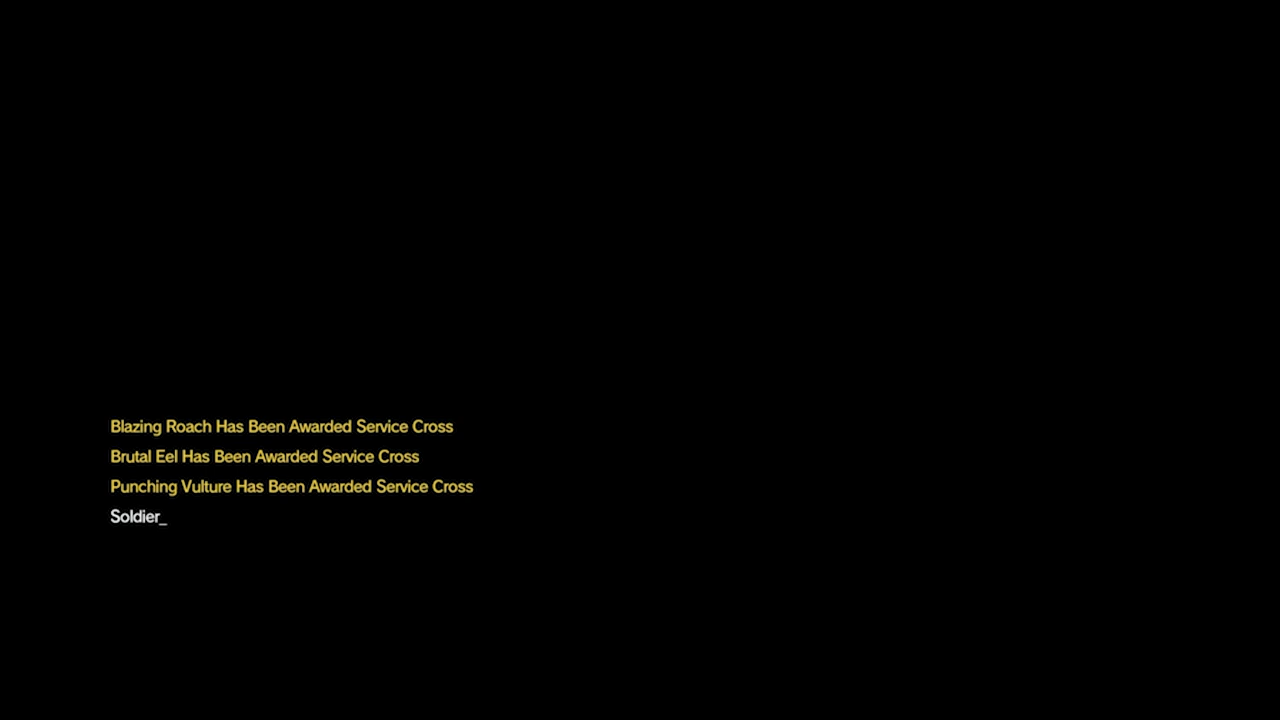 Blazing Roach Has Been Awarded Service Cross
Brutal Eel Has Been Awarded Service Cross
Punching Vulture Has Been Awarded Service Cross
Soldier_